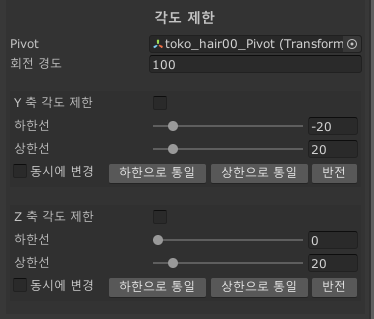 각도 제한
Pivot toko_hair00_Pivot (Transform
회전 경도 100
Y 축 각도 제한
하한선 -20
상한선 20
동시에 변경 하한으로 통일 상한으로 통일 반전
Z 축 각도 제한
하한선 0
상한선 20
동시에 변경 하한으로 통일 상한으로 통일 반전